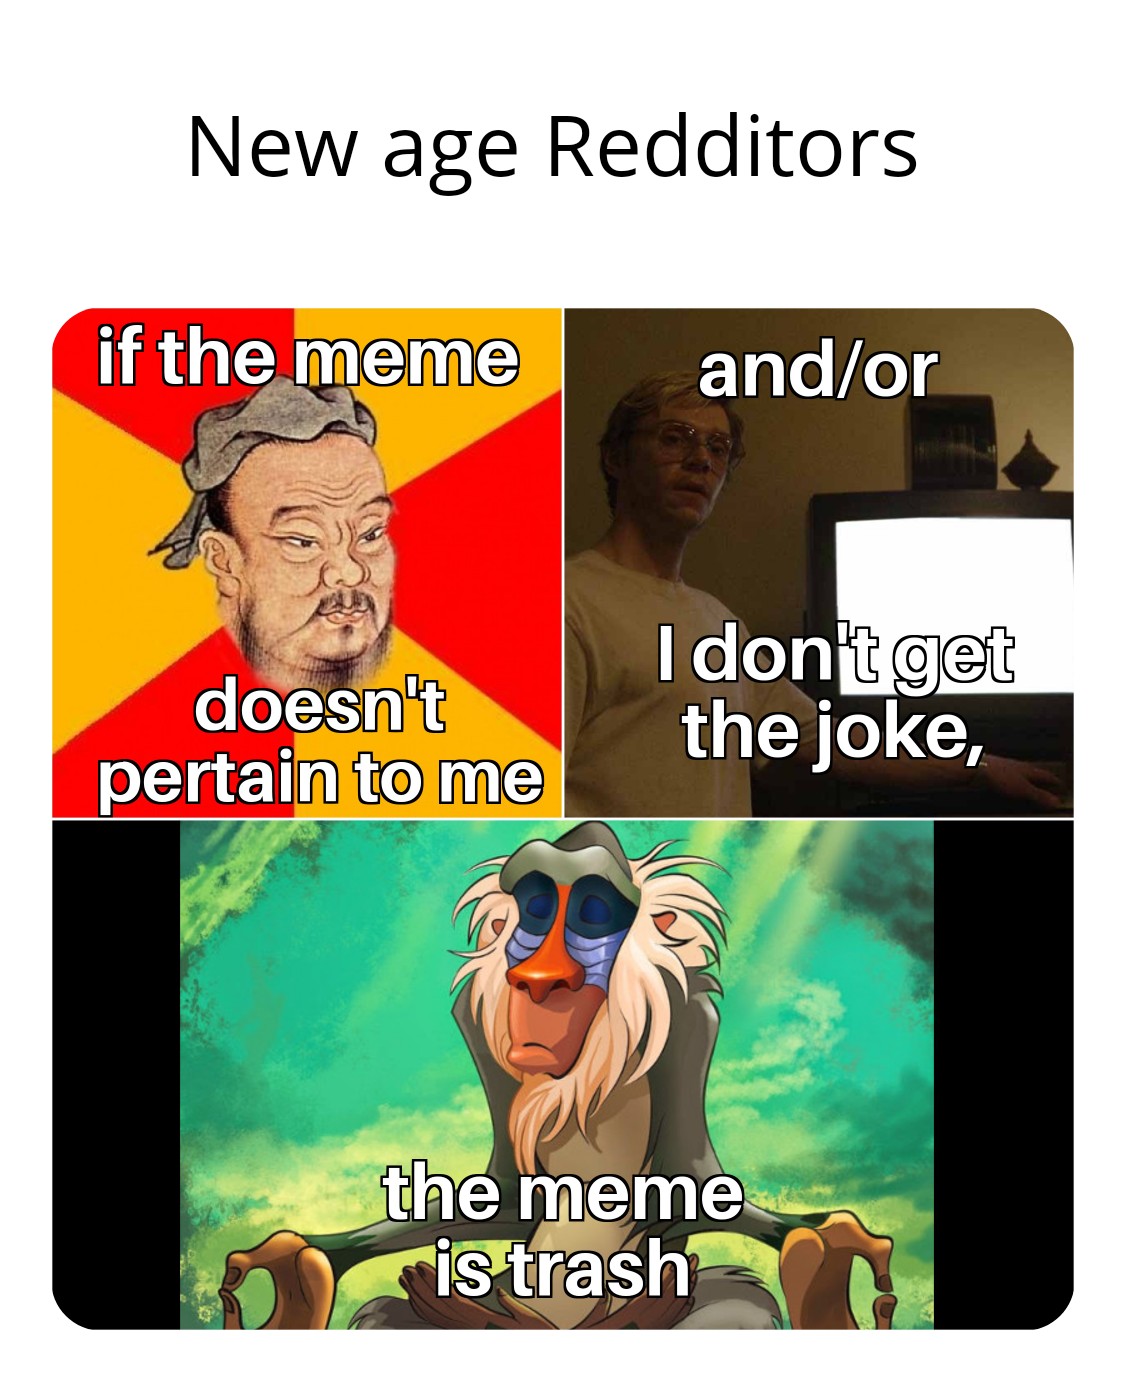 New age Redditors
if the meme
doesn't
pertain to me
and/or
I don't get
the joke,
the meme
is trash